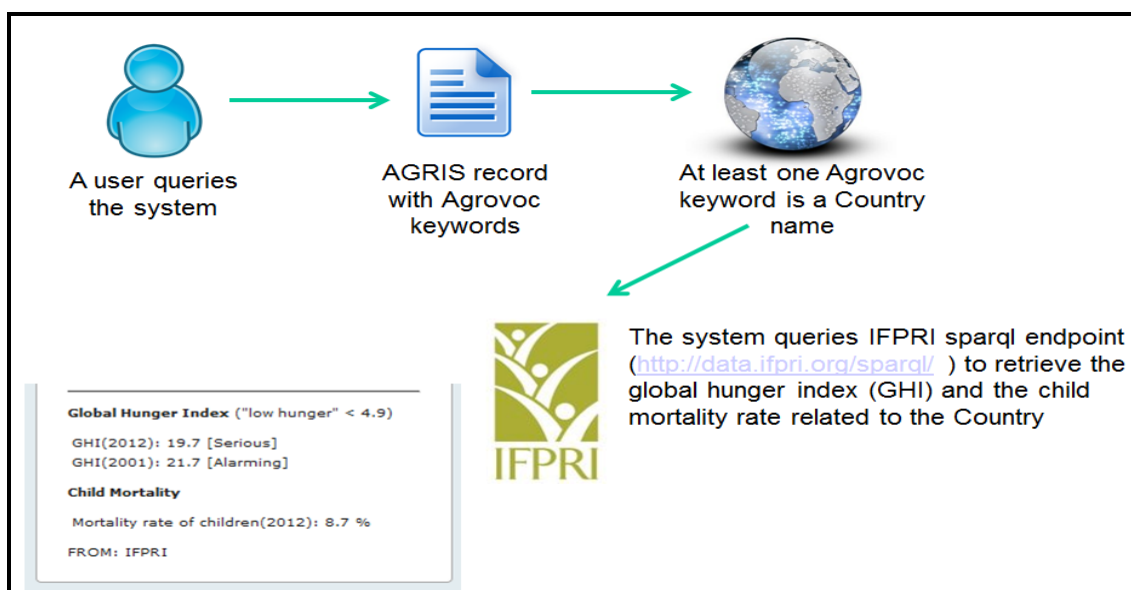 A user queries
the system
AGRIS record
with Agrovoc
keywords
At least one Agrovoc
keyword is a Country
name
IFPRI
The system queries IFPRI sparql endpoint
(http://data.ifpri.org/sparql/ ) to retrieve the
global hunger index (GHI) and the child
mortality rate related to the Country
Global Hunger Index ("low hunger" < 4.9)
GHI(2012): 19.7 [Serious]
GHI(2001): 21.7 [Alarming]
Child Mortality
Mortality rate of children(2012): 8.7 %
FROM: IFPRI